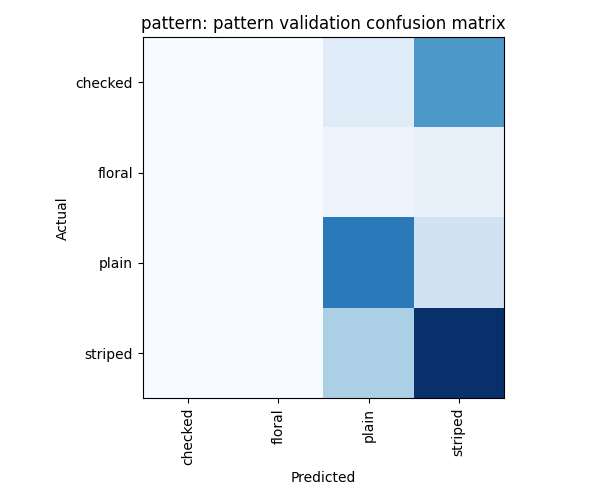 pattern: pattern validation confusion matrix
Actual
checked
floral
plain
striped
checked
floral
plain
striped
Predicted